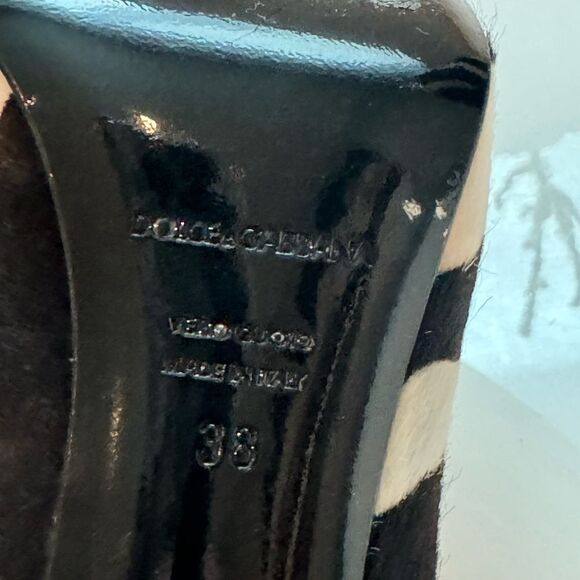 DOLCE & GABBANA
VERO CUOIO
MADE IN ITALY
38